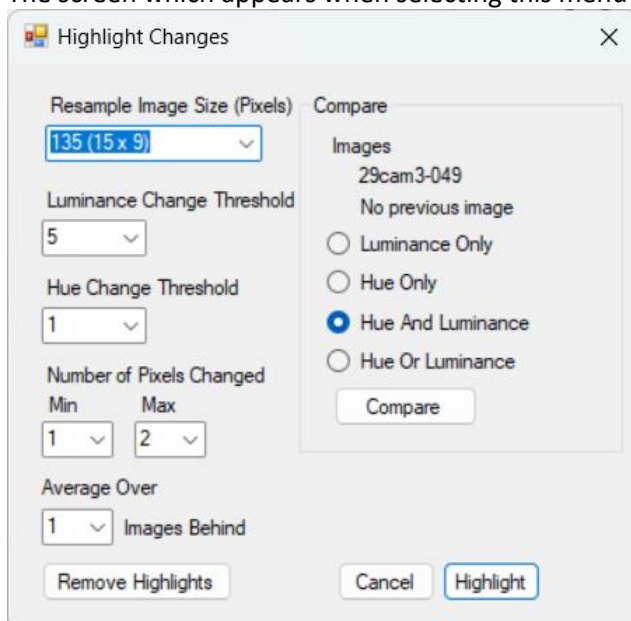 The screen which appears when selecting this menu
Highlight Changes
Resample Image Size (Pixels)
135 (15 x 9)
Luminance Change Threshold
5
Hue Change Threshold
1
Number of Pixels Changed
Min Max
1 2
Average Over
1 Images Behind
Remove Highlights
Compare
Images
29cam3-049
No previous image
Luminance Only
Hue Only
Hue And Luminance
Hue Or Luminance
Compare
Cancel Highlight